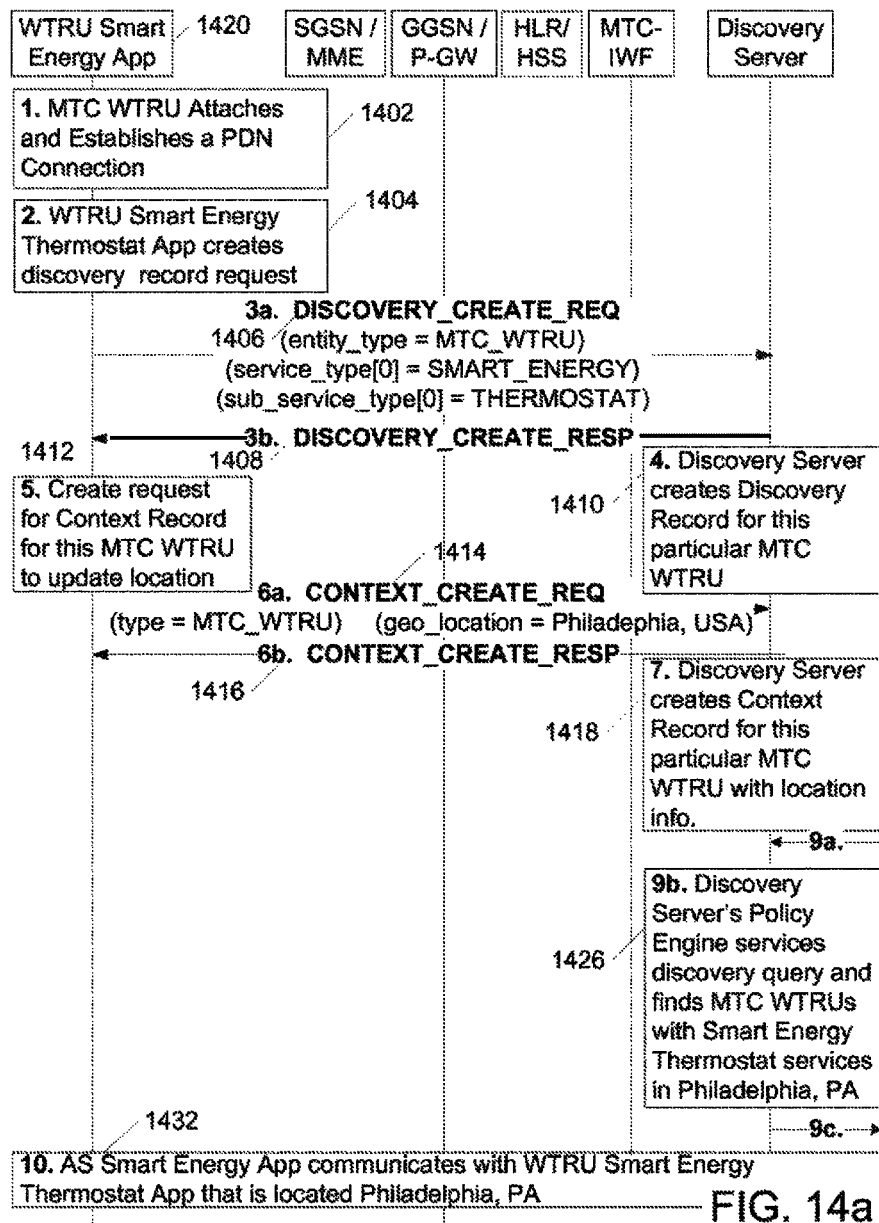 WTRU Smart
Energy App
1420
SGSN /
MME
GGSN /
P-GW
HLR/
HSS
MTC-
IWF
Discovery
Server
1. MTC WTRU Attaches
and Establishes a PDN
Connection
1402
1404
2. WTRU Smart Energy
Thermostat App creates
discovery record request
3a. DISCOVERY_CREATE_REQ
1406
(entity_type = MTC_WTRU)
(service_type[0] = SMART_ENERGY)
(sub_service_type[0] = THERMOSTAT)
3b. DISCOVERY_CREATE_RESP
1412
1408
5. Create request
for Context Record
for this MTC WTRU
to update location
1410
4. Discovery Server
creates Discovery
Record for this
particular MTC
WTRU
1414
6a. CONTEXT_CREATE_REQ
(type = MTC_WTRU) (geo_location = Philadephia, USA)
6b. CONTEXT_CREATE_RESP
1416
1418
7. Discovery Server
creates Context
Record for this
particular MTC
WTRU with location
info.
9a.
1426
9b. Discovery
Server's Policy
Engine services
discovery query and
finds MTC WTRUs
with Smart Energy
Thermostat services
in Philadelphia, PA
9c.
1432
10. AS Smart Energy App communicates with WTRU Smart Energy
Thermostat App that is located Philadelphia, PA
FIG. 14a